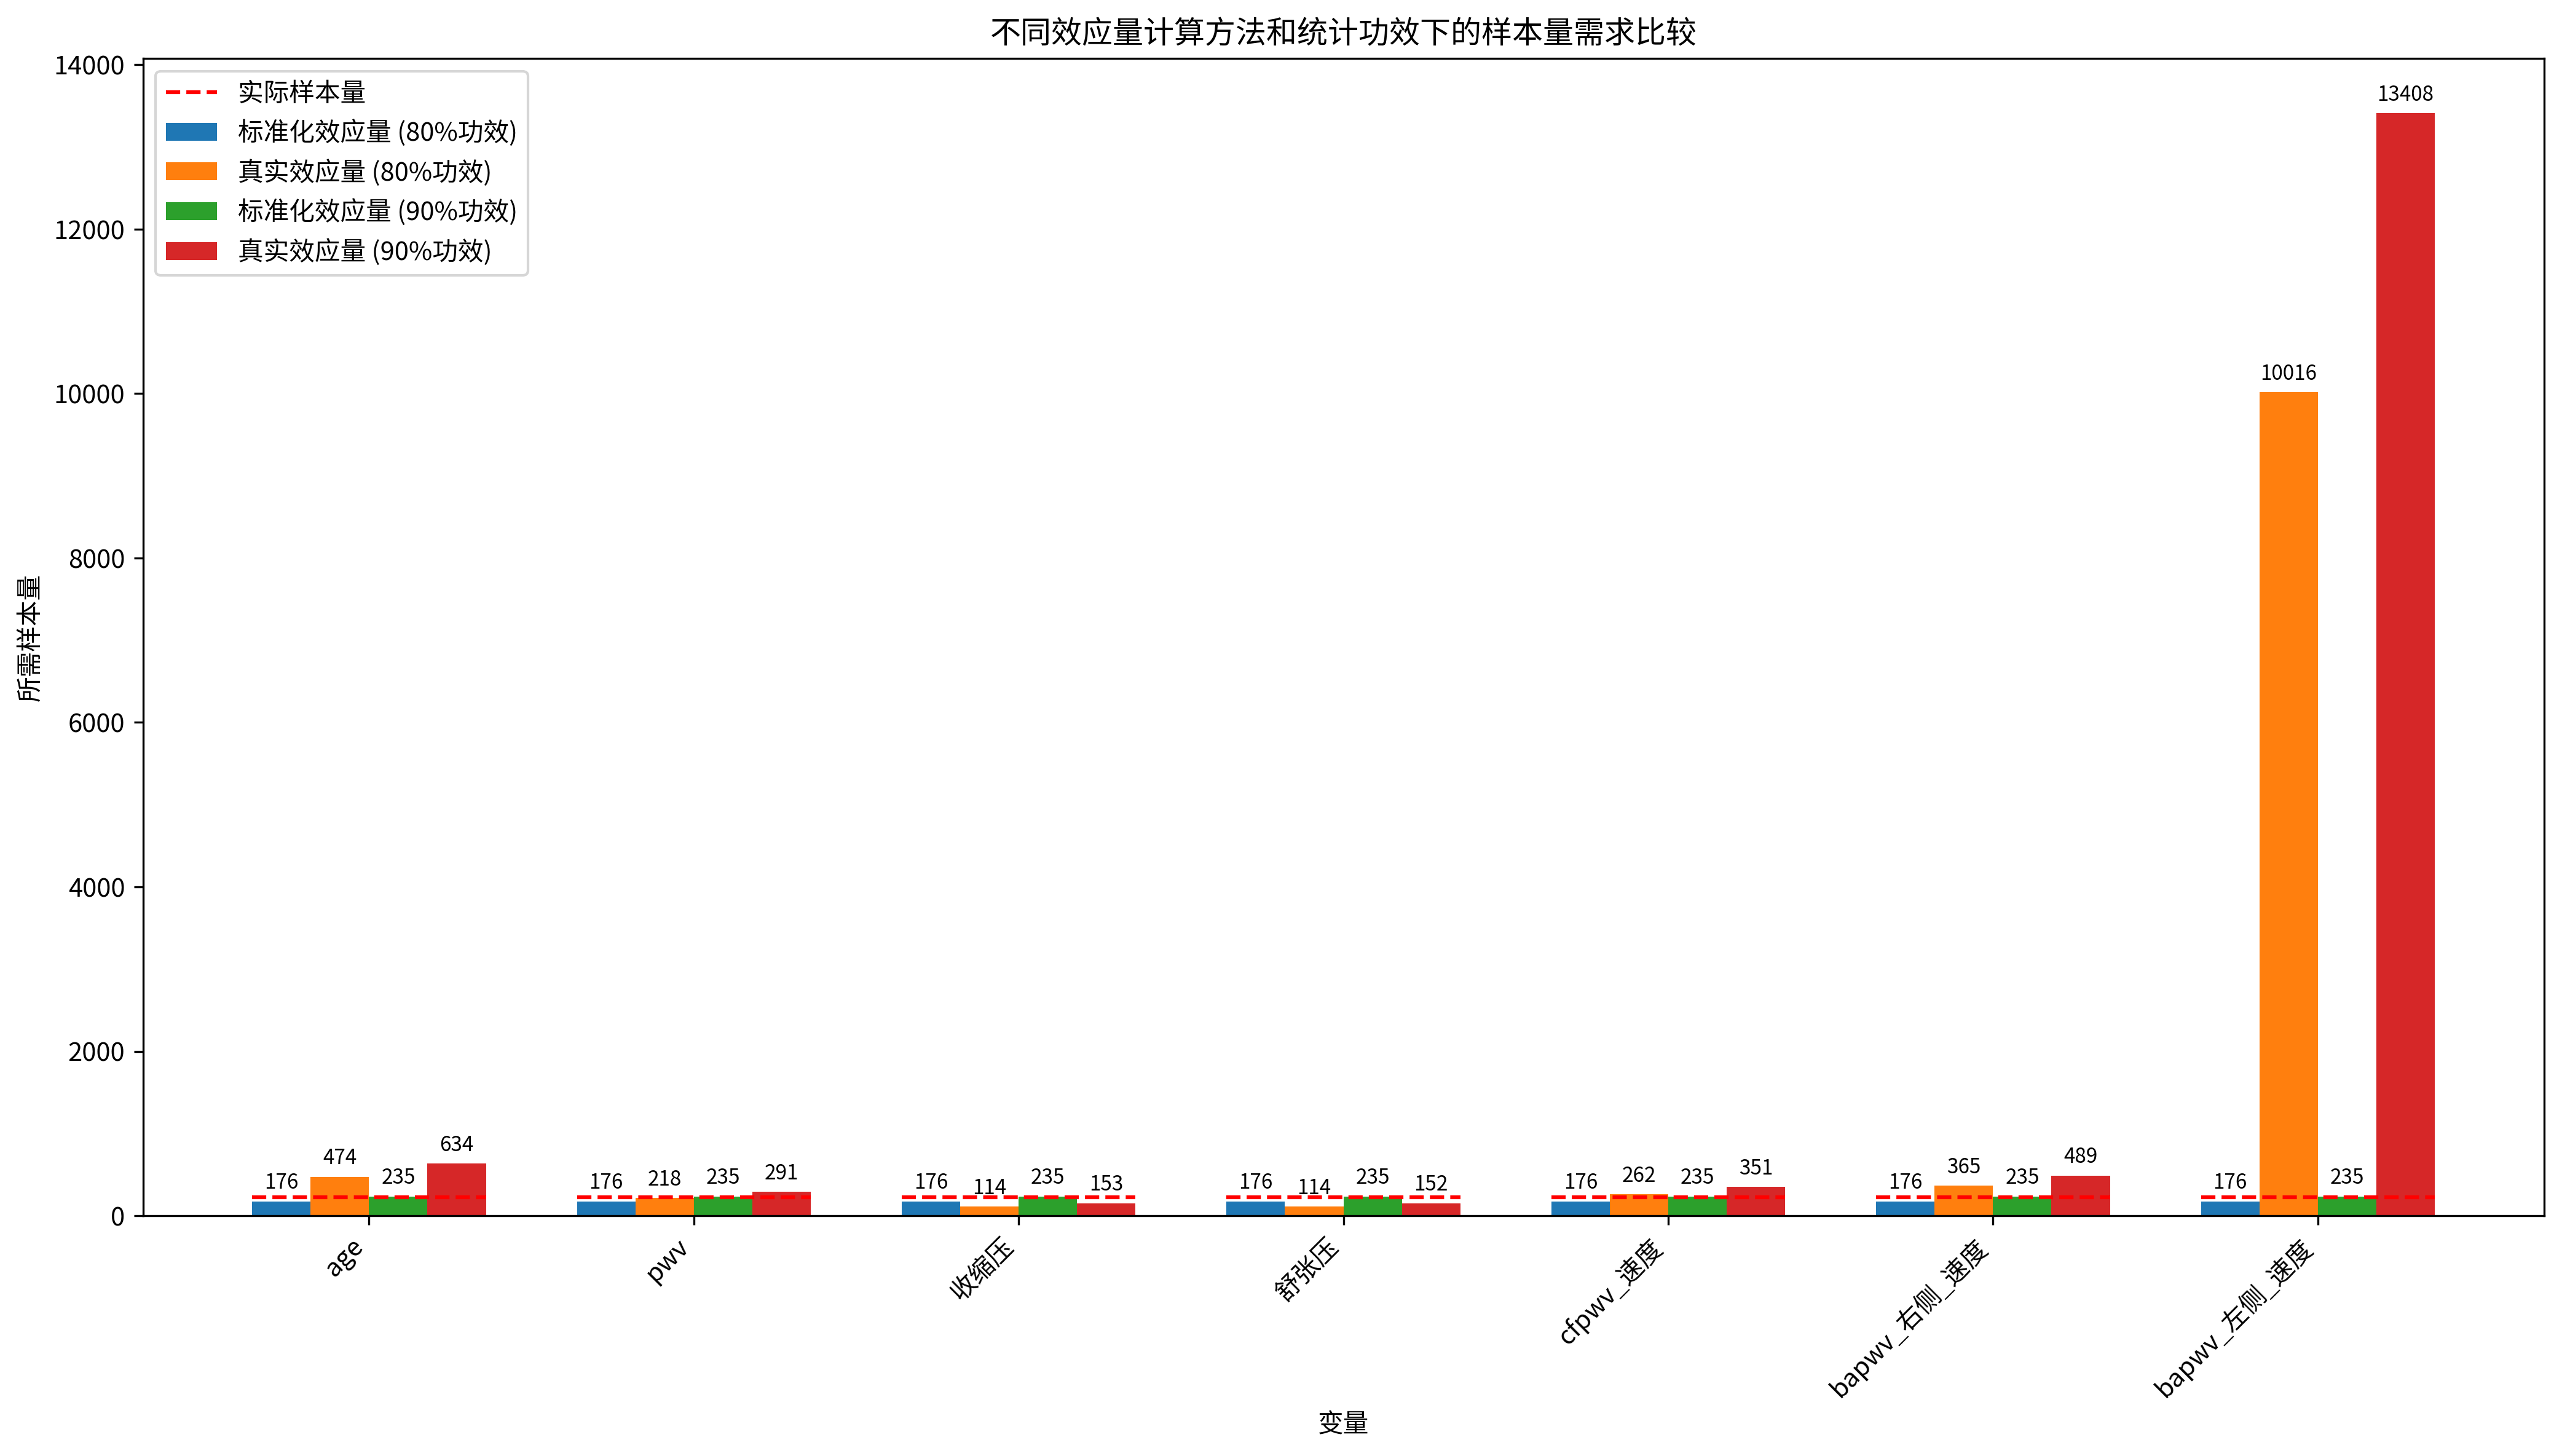 不同效应量计算方法和统计功效下的样本量需求比较
实际样本量
标准化效应量 (80%功效)
真实效应量 (80%功效)
标准化效应量 (90%功效)
真实效应量 (90%功效)
所需样本量
14000
12000
10000
8000
6000
4000
2000
0
176 474 235 634
176 218 235 291
176 114 235 153
176 114 235 152
176 262 235 351
176 365 235 489
176 10016 235 13408
age
pwv
收缩压
舒张压
cfpwv_速度
bapwv_右侧_速度
bapwv_左侧_速度
变量